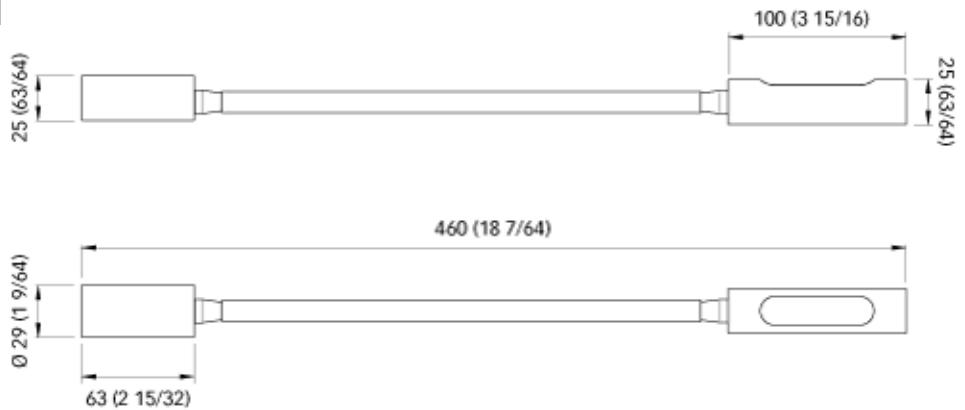 100 (3 15/16)
25 (63/64)
25 (63/64)
460 (18 7/64)
Ø 29 (1 9/64)
63 (2 15/32)